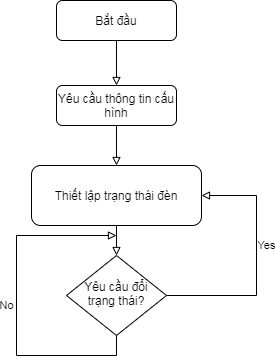 Bắt đầu
Yêu cầu thông tin cấu
hình
Thiết lập trạng thái đèn
Yes
Yêu cầu đổi
trạng thái?
No